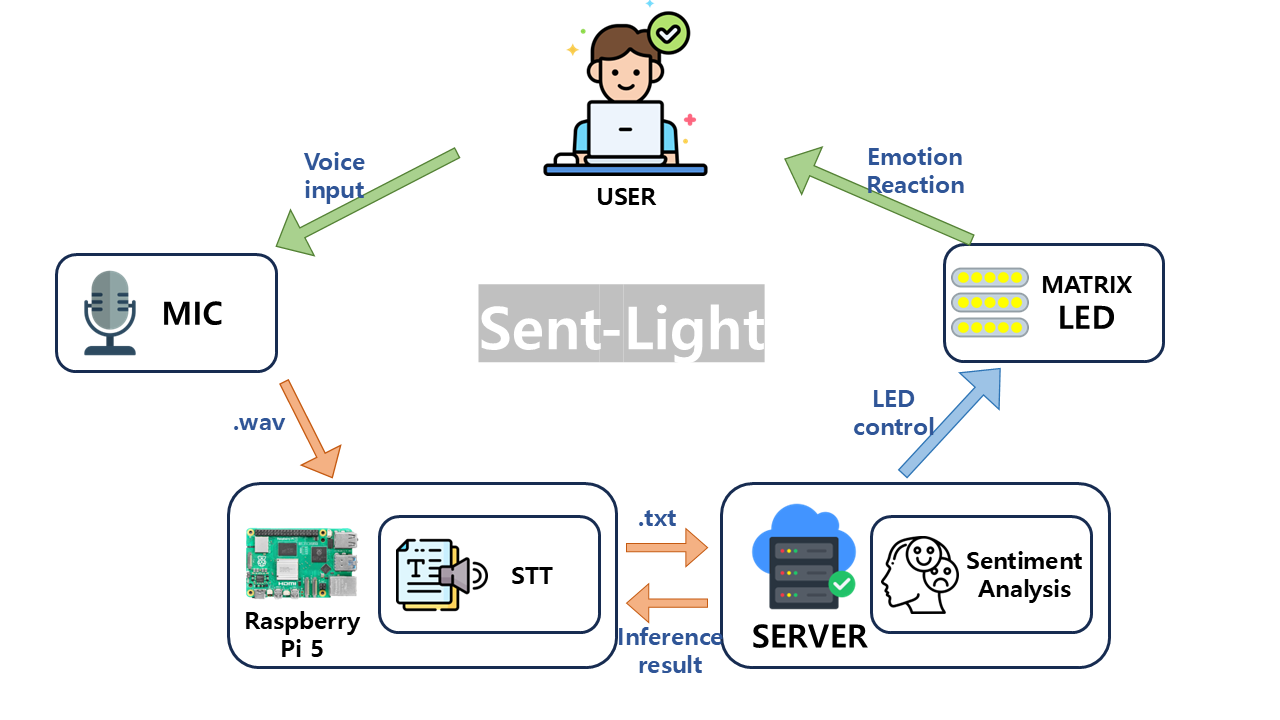 USER
Voice
input
Emotion
Reaction
MIC
Sent-Light
MATRIX
LED
.wav
LED
control
Raspberry
Pi 5
T
STT
.txt
Inference
result
SERVER
Sentiment
Analysis